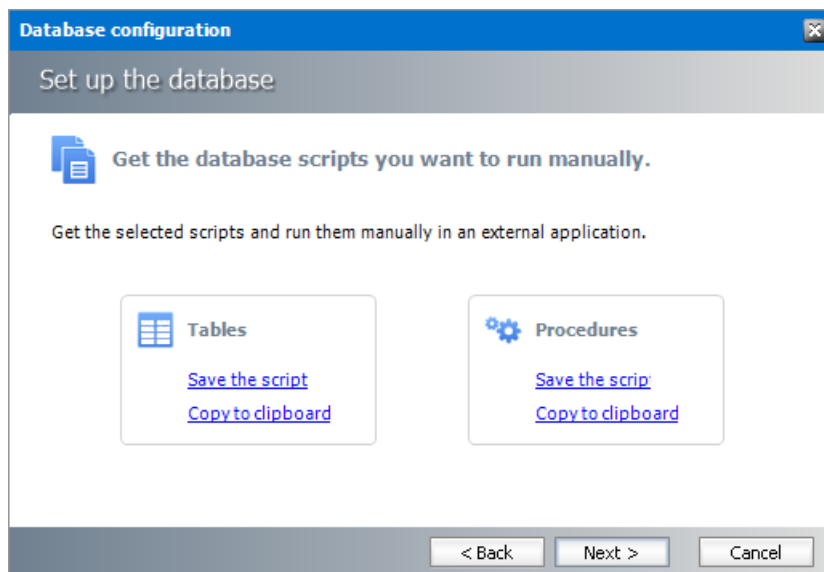 Database configuration
Set up the database
Get the database scripts you want to run manually.
Get the selected scripts and run them manually in an external application.
Tables
Save the script
Copy to clipboard
Procedures
Save the scrip
Copy to clipboard
< Back
Next >
Cancel